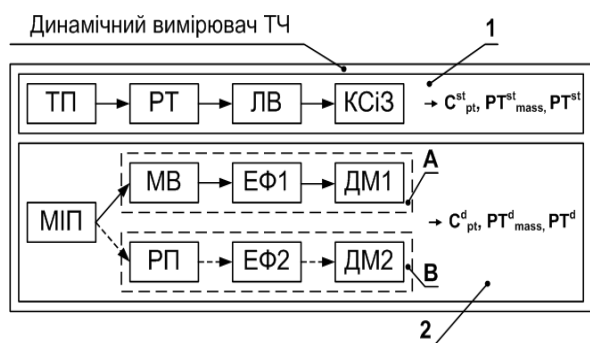 Динамічний вимірювач ТЧ
1
ТП РТ ЛВ КСіЗ → C^st_pt, PT^st_mass, PT^st
МВ ЕФ1 ДМ1 A
МІП → C^d_pt, PT^d_mass, PT^d
РП ЕФ2 ДМ2 B
2